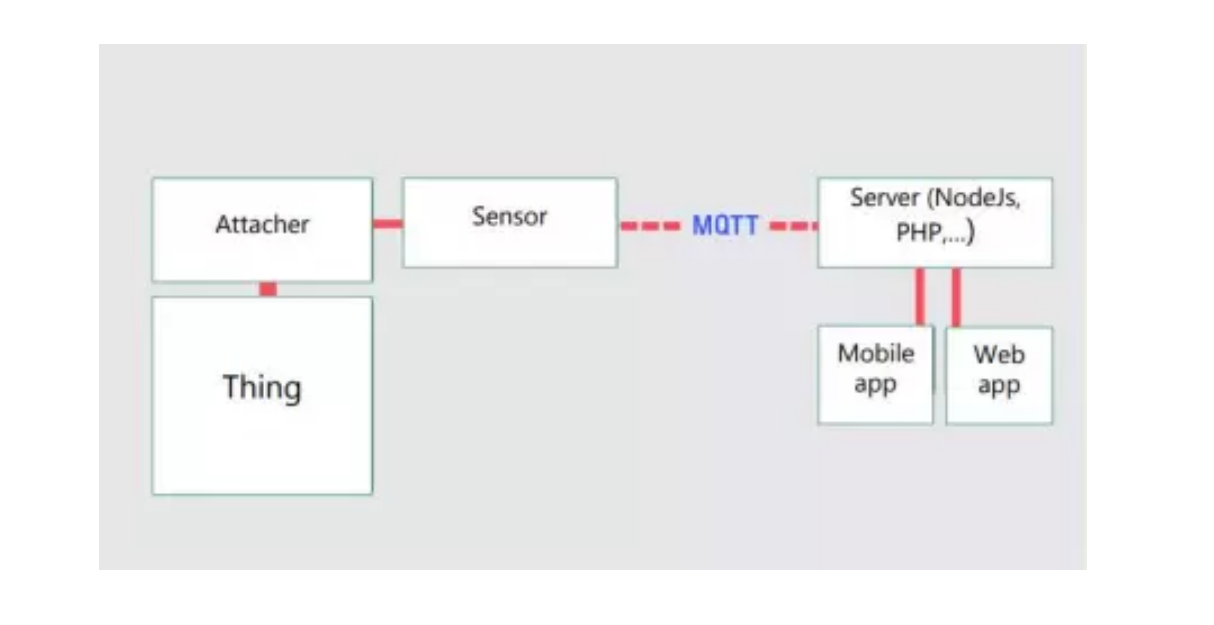 Attacher
Sensor
MQTT
Server (NodeJs,
PHP,...)
Thing
Mobile
app
Web
app